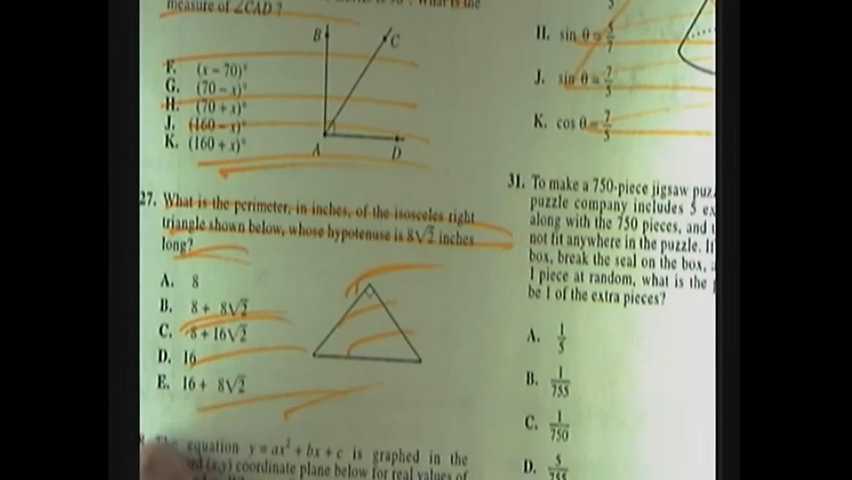 measure of ∠CAD?
F. (x − 70)°
G. (70 − x)°
H. (70 + x)°
J. (160 − x)°
K. (160 + x)°
B
C
A
D
27. What is the perimeter, in inches, of the isosceles right
triangle shown below, whose hypotenuse is 8√2 inches
long?
A. 8
B. 8 + 8√2
C. 8 + 16√2
D. 16
E. 16 + 8√2
equation y = ax² + bx + c is graphed in the
(x,y) coordinate plane below for real values of
H. sin θ = 5/7
J. sin θ = 7/5
K. cos θ = 7/5
31. To make a 750-piece jigsaw
puzzle company includes 5
along with the 750 pieces, and
not fit anywhere in the puzzle. If
box, break the seal on the box,
1 piece at random, what is the
be 1 of the extra pieces?
A. 1/5
B. 1/755
C. 1/750
D. 5/755